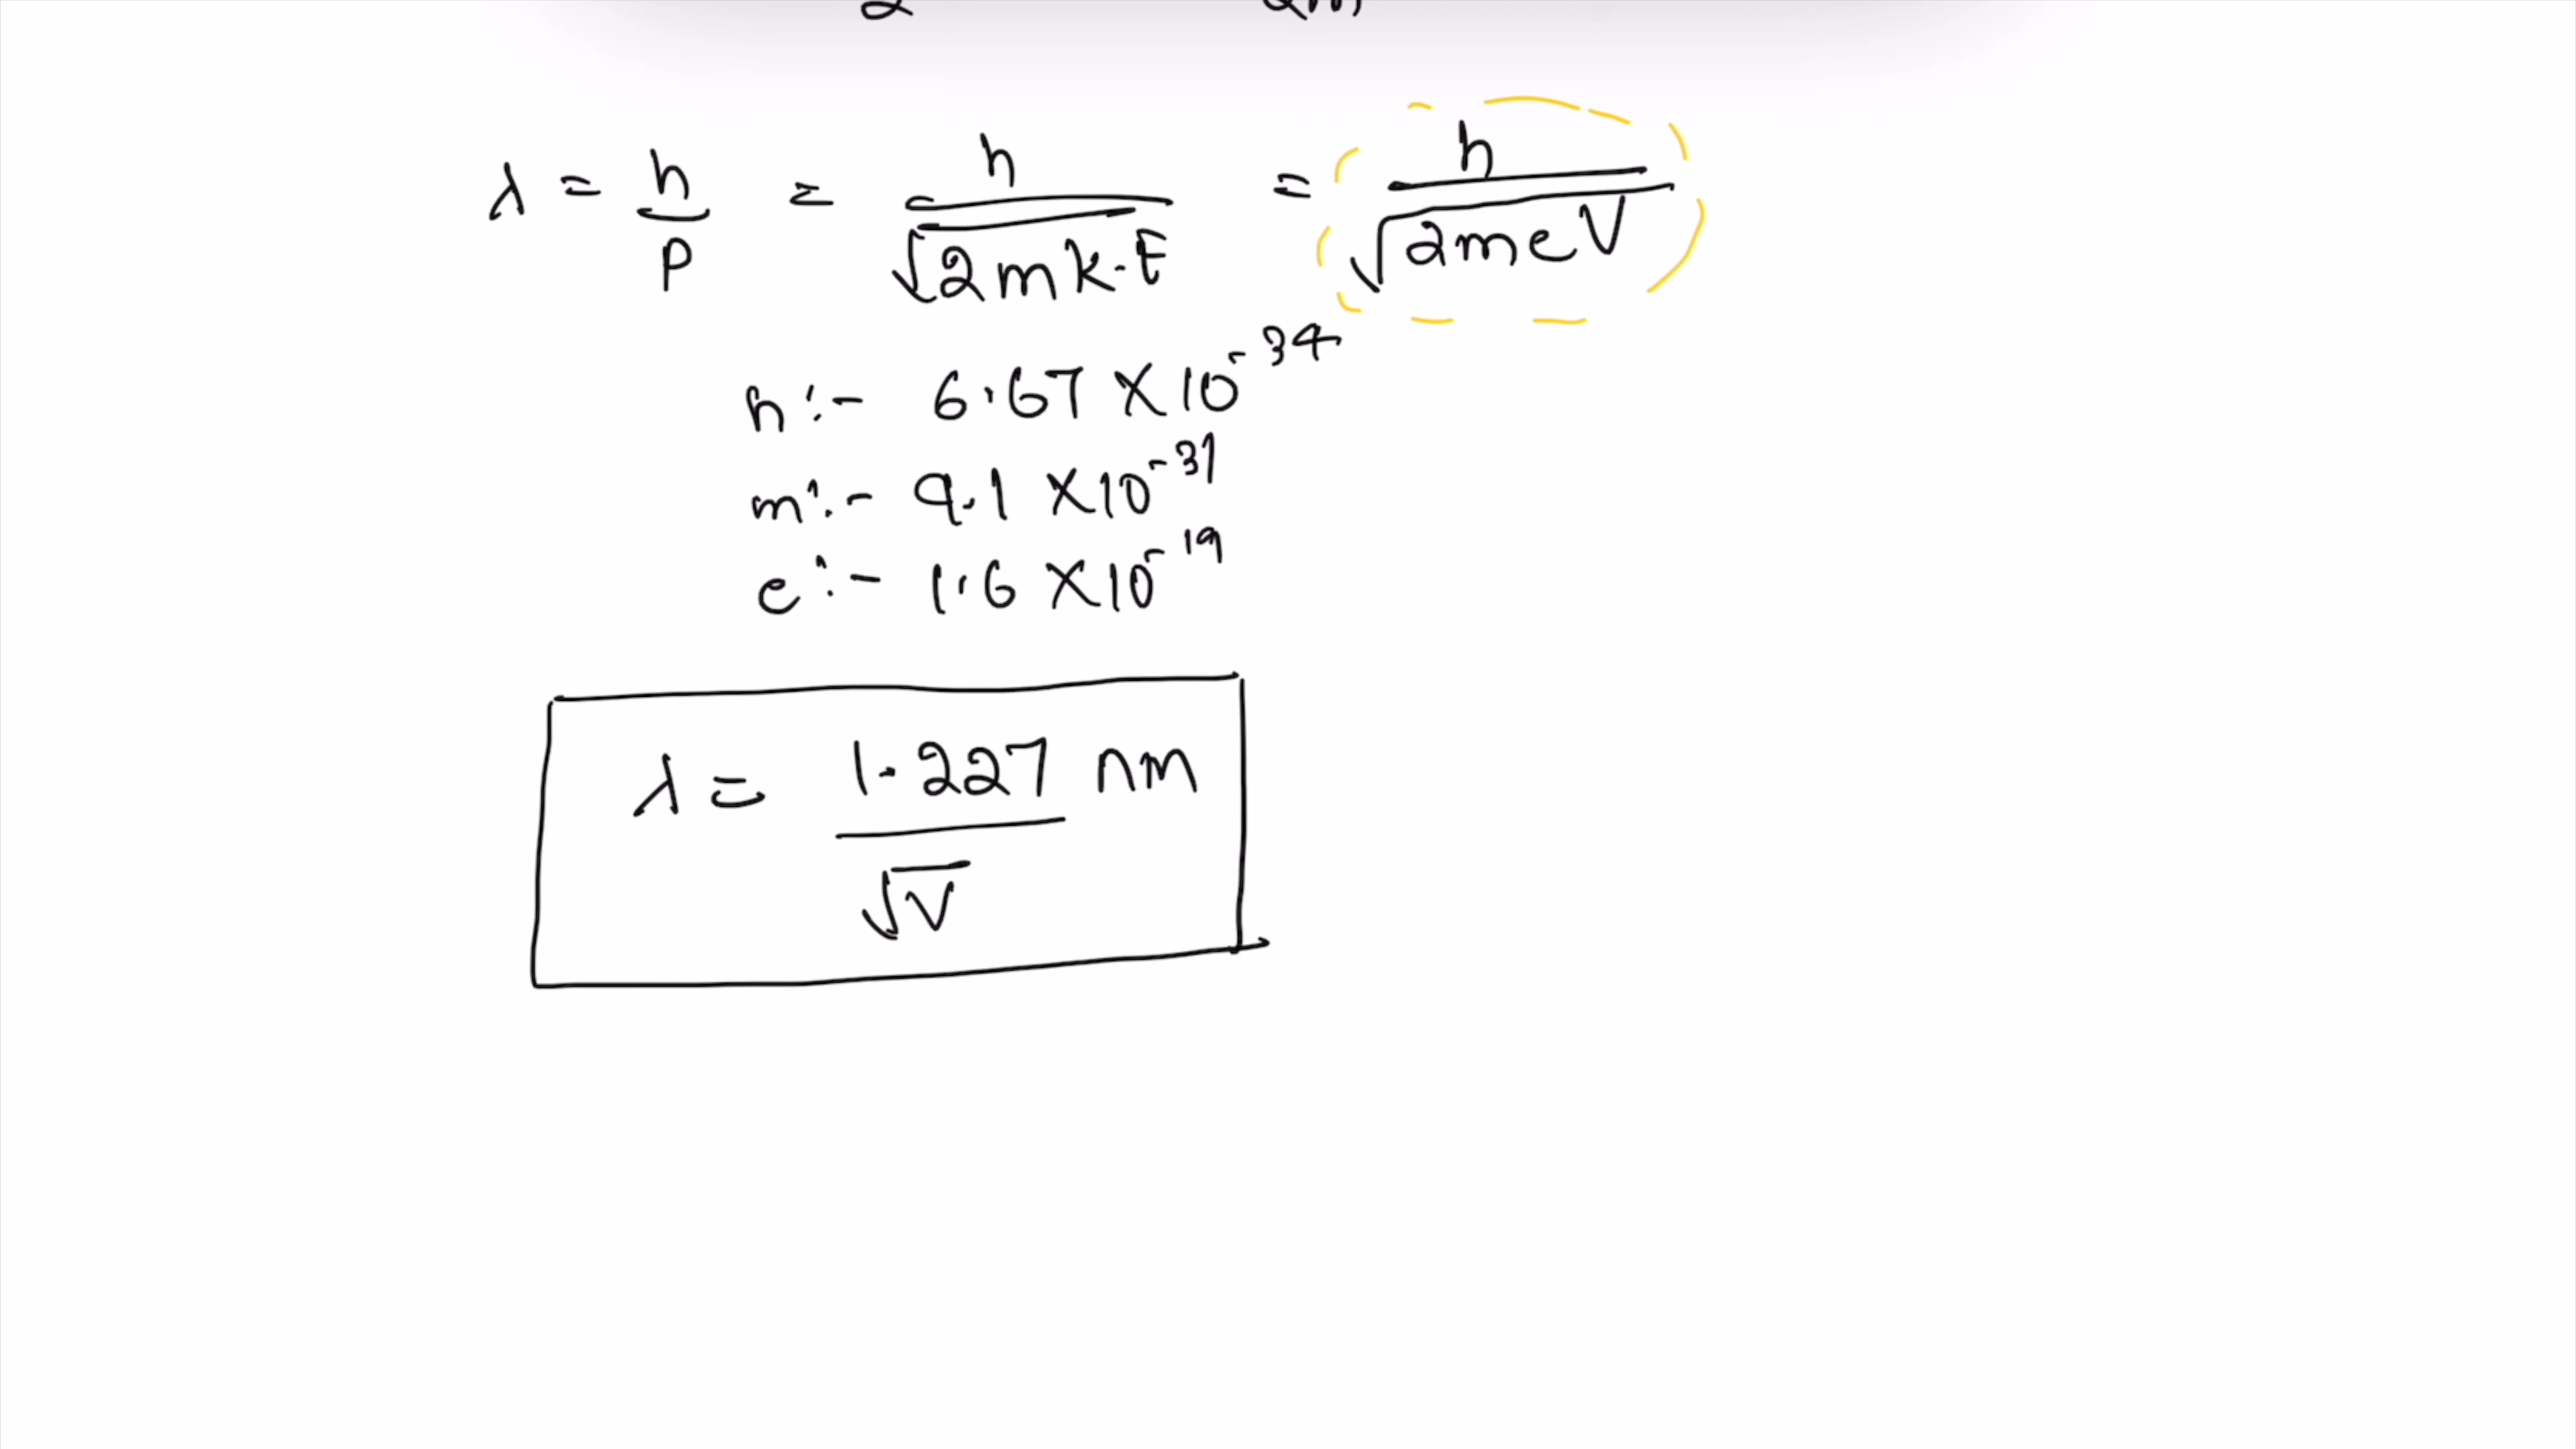 λ = h/p = h/√(2mk.E) = h/√(2meV)
h :- 6.67 × 10^-34
m :- 9.1 × 10^-31
e :- 1.6 × 10^-19
λ = 1.227/√V nm